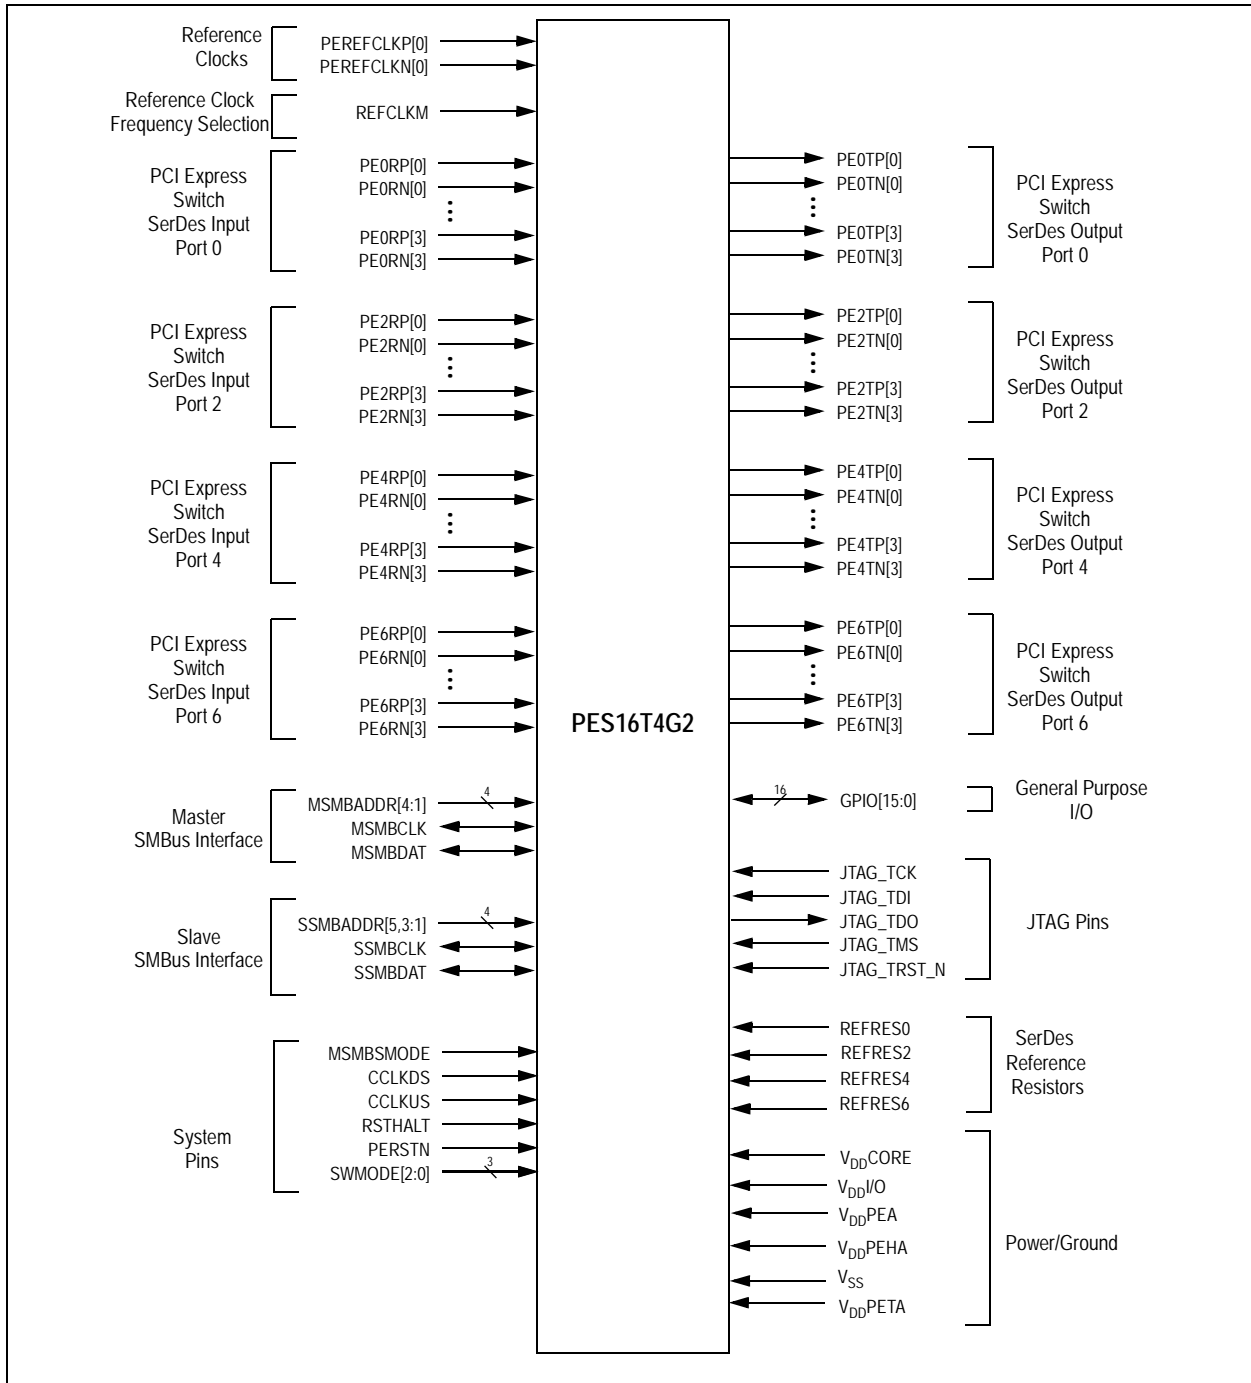 Reference
Clocks
PEREFCLKP[0]
PEREFCLKN[0]
Reference Clock
Frequency Selection
REFCLKM
PCI Express
Switch
SerDes Input
Port 0
PE0RP[0]
PE0RN[0]
PE0RP[3]
PE0RN[3]
PCI Express
Switch
SerDes Input
Port 2
PE2RP[0]
PE2RN[0]
PE2RP[3]
PE2RN[3]
PCI Express
Switch
SerDes Input
Port 4
PE4RP[0]
PE4RN[0]
PE4RP[3]
PE4RN[3]
PCI Express
Switch
SerDes Input
Port 6
PE6RP[0]
PE6RN[0]
PE6RP[3]
PE6RN[3]
Master
SMBus Interface
MSMBADDR[4:1] 4
MSMBCLK
MSMBDAT
Slave
SMBus Interface
SSMBADDR[5,3:1] 4
SSMBCLK
SSMBDAT
System
Pins
MSMBSMODE
CCLKDS
CCLKUS
RSTHALT
PERSTN
SWMODE[2:0] 3
PES16T4G2
PE0TP[0]
PE0TN[0]
PE0TP[3]
PE0TN[3]
PCI Express
Switch
SerDes Output
Port 0
PE2TP[0]
PE2TN[0]
PE2TP[3]
PE2TN[3]
PCI Express
Switch
SerDes Output
Port 2
PE4TP[0]
PE4TN[0]
PE4TP[3]
PE4TN[3]
PCI Express
Switch
SerDes Output
Port 4
PE6TP[0]
PE6TN[0]
PE6TP[3]
PE6TN[3]
PCI Express
Switch
SerDes Output
Port 6
16 GPIO[15:0]
General Purpose
I/O
JTAG_TCK
JTAG_TDI
JTAG_TDO
JTAG_TMS
JTAG_TRST_N
JTAG Pins
REFRES0
REFRES2
REFRES4
REFRES6
SerDes
Reference
Resistors
VDDCORE
VDDI/O
VDDPEA
VDDPEHA
VSS
VDDPETA
Power/Ground